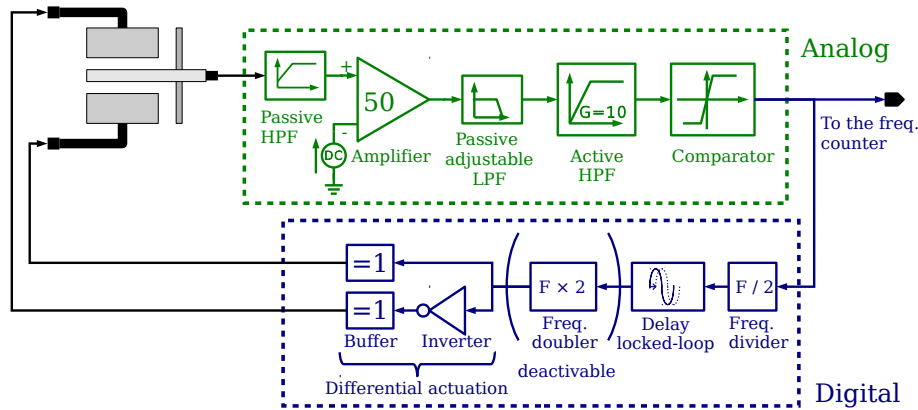 Analog
+
50
-
DC
G=10
Passive
HPF
Amplifier
Passive
adjustable
LPF
Active
HPF
Comparator
To the freq.
counter
=1
=1
F × 2
F / 2
Buffer
Inverter
Freq.
doubler
Delay
locked-loop
Freq.
divider
deactivable
Differential actuation
Digital